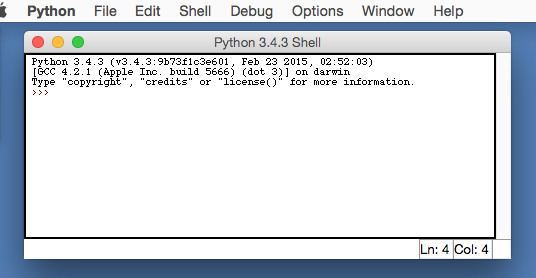 Python File Edit Shell Debug Options Window Help
Python 3.4.3 Shell
Python 3.4.3 (v3.4.3:9b73f1c3e601, Feb 23 2015, 02:52:03)
[GCC 4.2.1 (Apple Inc. build 5666) (dot 3)] on darwin
Type "copyright", "credits" or "license()" for more information.
>>>
Ln: 4 Col: 4